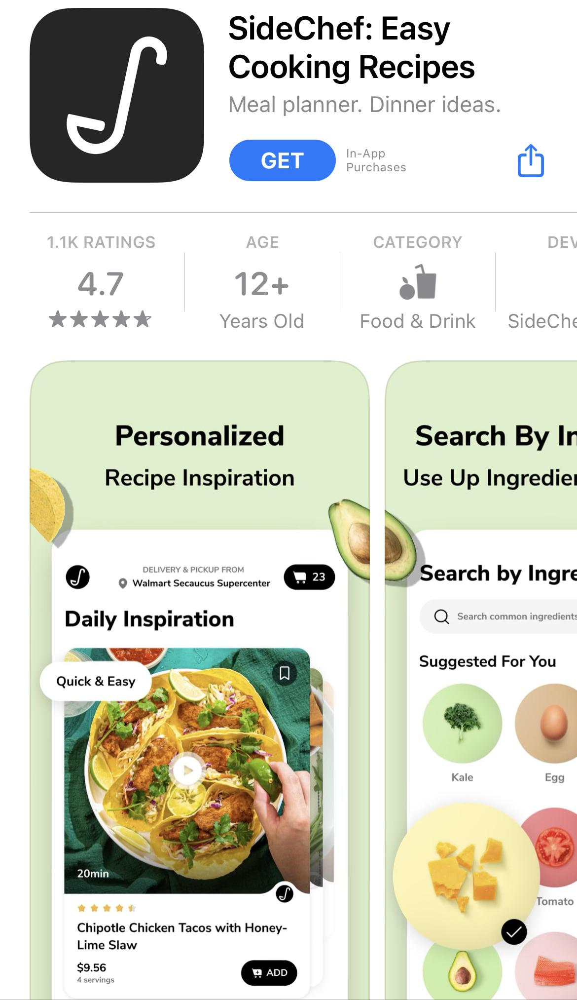 SideChef: Easy
Cooking Recipes
Meal planner. Dinner ideas.
GET
In-App
Purchases
1.1K RATINGS
4.7
AGE
12+
Years Old
CATEGORY
Food & Drink
DEV
SideChe
Personalized
Recipe Inspiration
DELIVERY & PICKUP FROM
Walmart Secaucus Supercenter
23
Daily Inspiration
Quick & Easy
20min
Chipotle Chicken Tacos with Honey-
Lime Slaw
$9.56
4 servings
ADD
Search By In
Use Up Ingredien
Search by Ingre
Search common ingredients
Suggested For You
Kale
Egg
Tomato